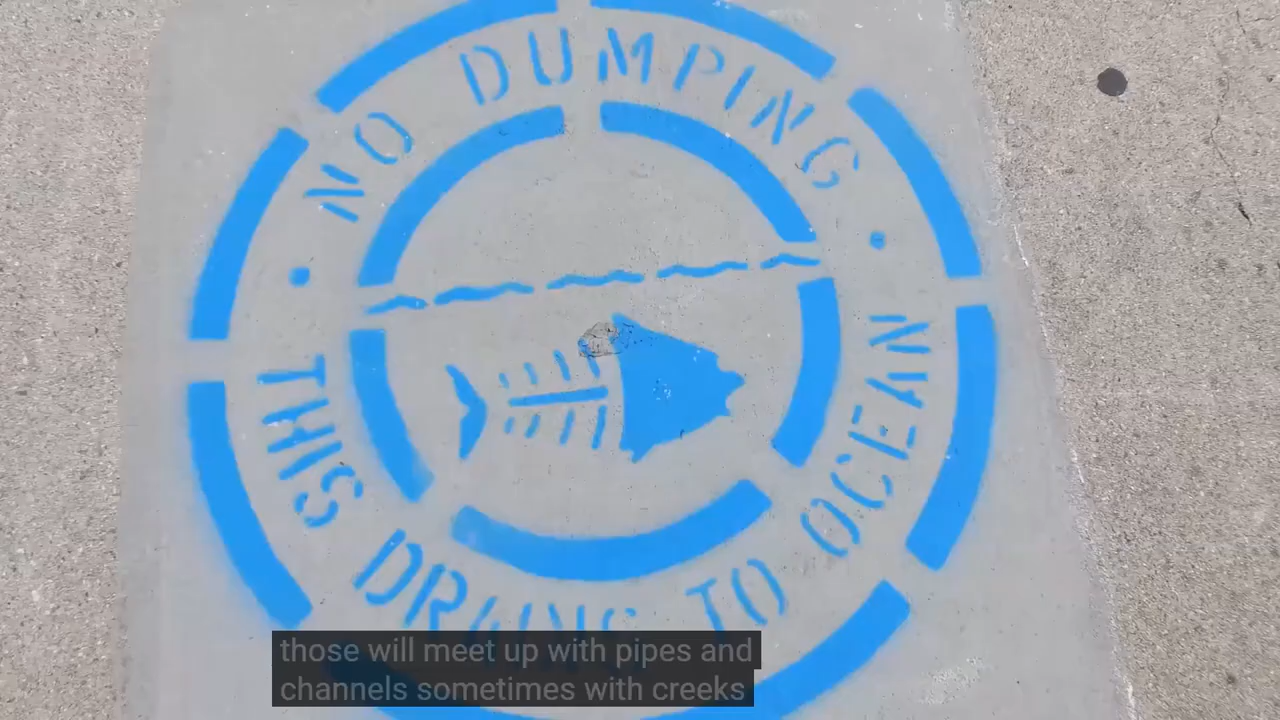 NO DUMPING
THIS DRAINS TO OCEAN
those will meet up with pipes and
channels sometimes with creeks